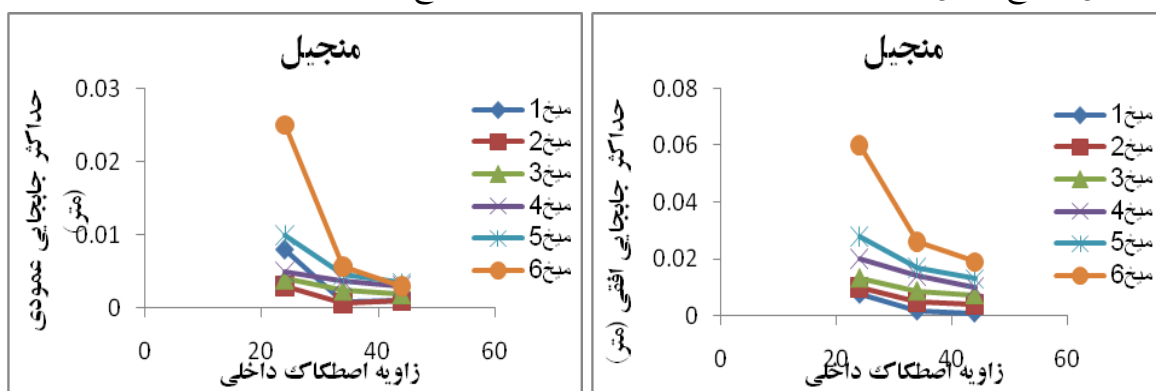 منجیل
حداکثر جابجایی عمودی
(متر)
0.03
0.02
0.01
0
0
20
40
60
زاویه اصطکاک داخلی
میخ1
میخ2
میخ3
میخ4
میخ5
میخ6
منجیل
حداکثر جابجایی افقی (متر)
0.08
0.06
0.04
0.02
0
0
20
40
60
زاویه اصطکاک داخلی
میخ1
میخ2
میخ3
میخ4
میخ5
میخ6